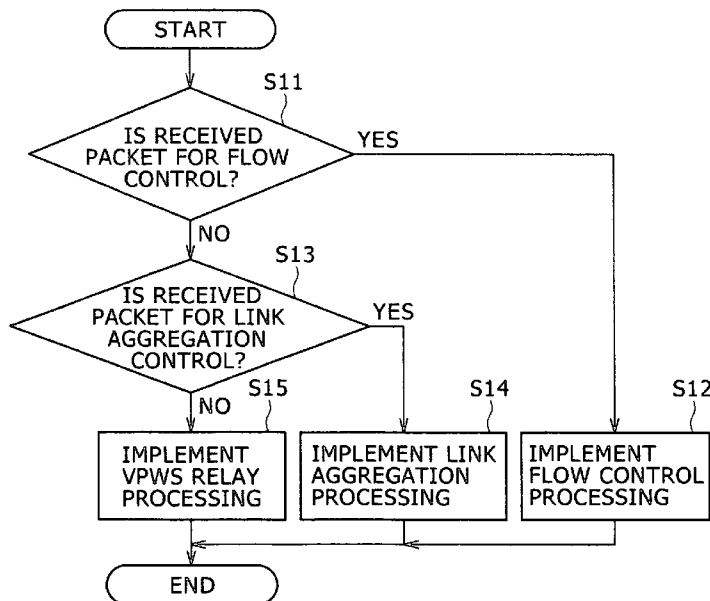 START
S11
IS RECEIVED
PACKET FOR FLOW
CONTROL?
YES
NO
S13
IS RECEIVED
PACKET FOR LINK
AGGREGATION
CONTROL?
YES
NO
S15
IMPLEMENT
VPWS RELAY
PROCESSING
S14
IMPLEMENT LINK
AGGREGATION
PROCESSING
S12
IMPLEMENT
FLOW CONTROL
PROCESSING
END